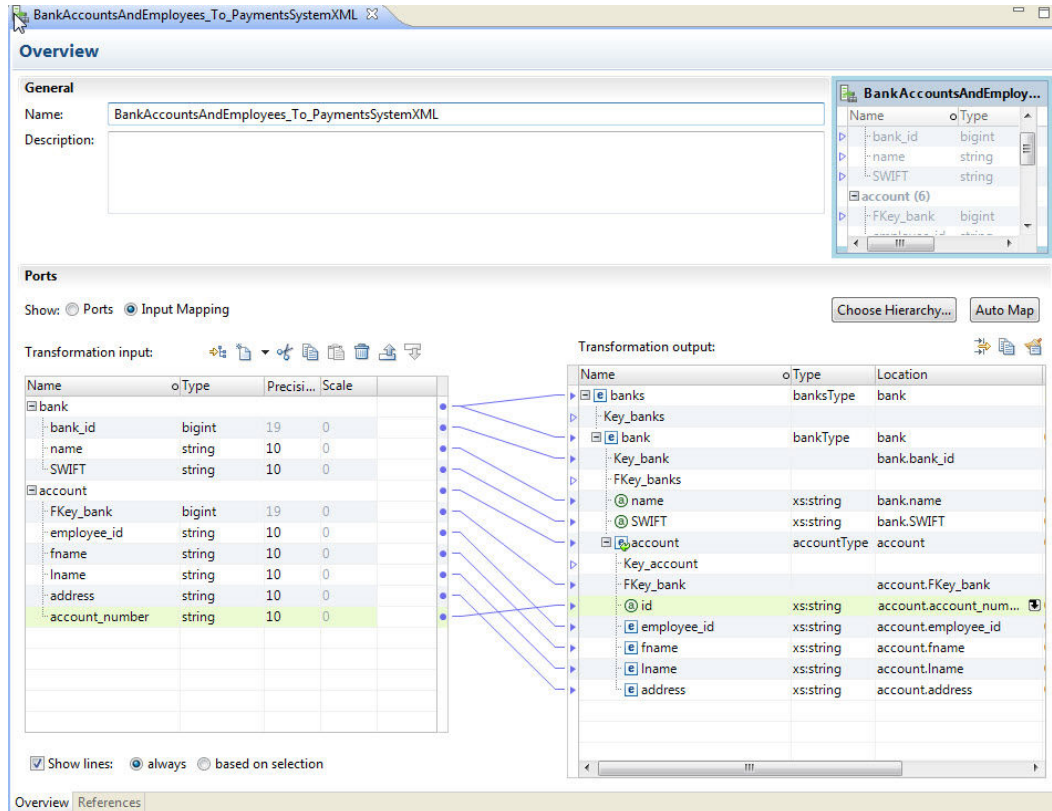 BankAccountsAndEmployees_To_PaymentsSystemXML
Overview
General
Name: BankAccountsAndEmployees_To_PaymentsSystemXML
Description:
BankAccountsAndEmploy...
Name Type
bank_id bigint
name string
SWIFT string
account (6)
FKey_bank bigint
Ports
Show: Ports Input Mapping
Choose Hierarchy... Auto Map
Transformation input:
Name Type Precisi... Scale
bank
bank_id bigint 19 0
name string 10 0
SWIFT string 10 0
account
FKey_bank bigint 19 0
employee_id string 10 0
fname string 10 0
lname string 10 0
address string 10 0
account_number string 10 0
Transformation output:
Name Type Location
banks banksType bank
Key_banks
bank bankType bank
Key_bank bank.bank_id
FKey_banks
name xs:string bank.name
SWIFT xs:string bank.SWIFT
account accountType account
Key_account
FKey_bank account.FKey_bank
id xs:string account.account_num...
employee_id xs:string account.employee_id
fname xs:string account.fname
lname xs:string account.lname
address xs:string account.address
Show lines: always based on selection
Overview References